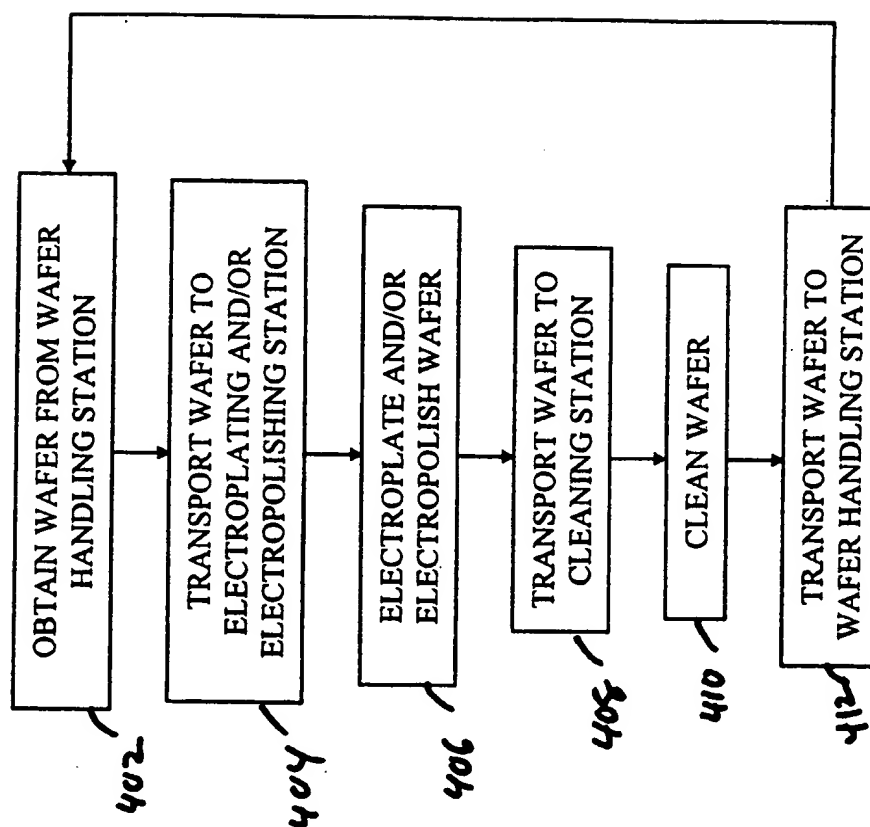 OBTAIN WAFER FROM WAFER
HANDLING STATION
402
TRANSPORT WAFER TO
ELECTROPLATING AND/OR
ELECTROPOLISHING STATION
404
ELECTROPLATE AND/OR
ELECTROPOLISH WAFER
406
TRANSPORT WAFER TO
CLEANING STATION
408
CLEAN WAFER
410
TRANSPORT WAFER TO
WAFER HANDLING STATION
412